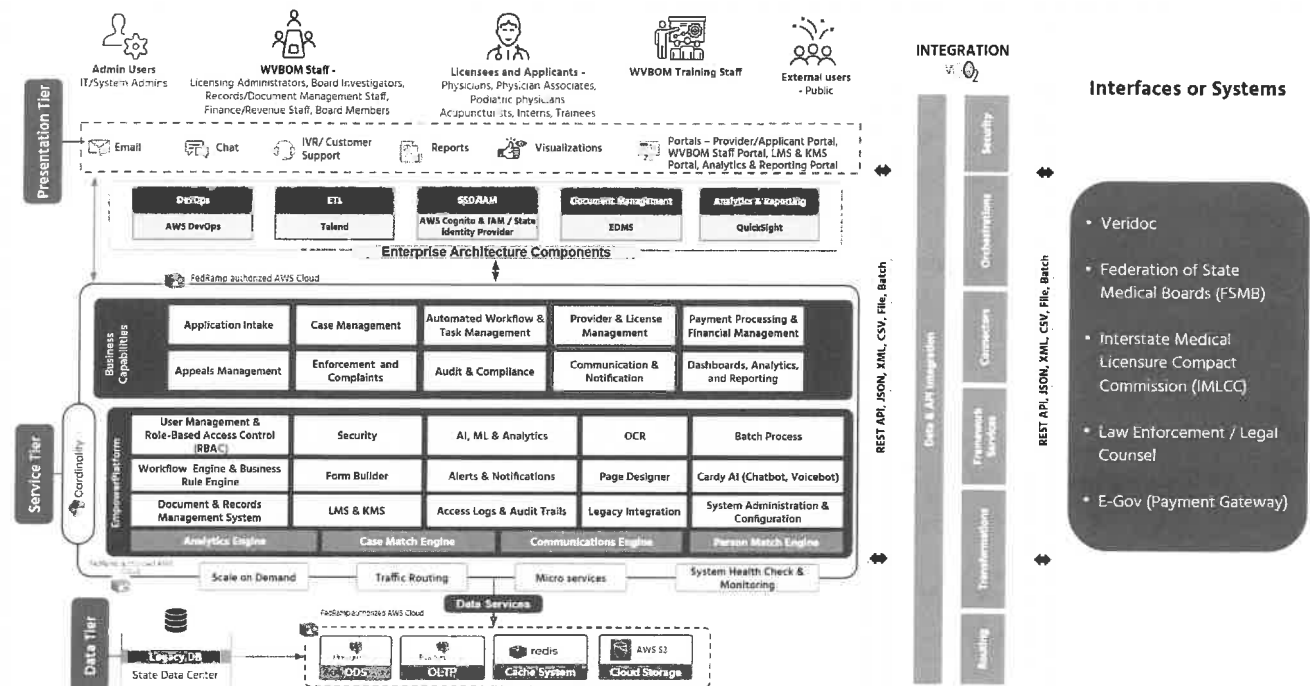 Presentation Tier
Admin Users
IT/System Admins
WVBOM Staff -
Licensing Administrators, Board Investigators,
Records/Document Management Staff,
Finance/Revenue Staff, Board Members
Licensees and Applicants -
Physicians, Physician Associates,
Podiatric physicians
Acupuncturists, Interns, Trainees
WVBOM Training Staff
External users
- Public
Email
Chat
IVR/ Customer
Support
Reports
Visualizations
Portals – Provider/Applicant Portal,
WVBOM Staff Portal, LMS & KMS
Portal, Analytics & Reporting Portal
DevOps
AWS DevOps
ETL
Talend
SSO/IAM
AWS Cognito & IAM / State
Identity Provider
Document Management
EDMS
Analytics & Reporting
QuickSight
Enterprise Architecture Components
Service Tier
FedRamp authorized AWS Cloud
Cardinality
Business
Capabilities
Application Intake
Case Management
Automated Workflow &
Task Management
Provider & License
Management
Payment Processing &
Financial Management
Appeals Management
Enforcement and
Complaints
Audit & Compliance
Communication &
Notification
Dashboards, Analytics,
and Reporting
Empower Platform
User Management &
Role-Based Access Control
(RBAC)
Security
AI, ML & Analytics
OCR
Batch Process
Workflow Engine & Business
Rule Engine
Form Builder
Alerts & Notifications
Page Designer
Cardy AI (Chatbot, Voicebot)
Document & Records
Management System
LMS & KMS
Access Logs & Audit Trails
Legacy Integration
System Administration &
Configuration
Analytics Engine
Case Match Engine
Communications Engine
Person Match Engine
Scale on Demand
Traffic Routing
Micro services
System Health Check &
Monitoring
Data Services
Data Tier
Legacy DB
State Data Center
FedRamp authorized AWS Cloud
ODS
OLTP
redis
Cache System
AWS S3
Cloud Storage
REST API, JSON, XML, CSV, File, Batch
INTEGRATION
Data & API Integration
Security
Orchestrations
Connectors
Framework
Services
Transformations
Routing
REST API, JSON, XML, CSV, File, Batch
Interfaces or Systems
• Veridoc
• Federation of State
Medical Boards (FSMB)
• Interstate Medical
Licensure Compact
Commission (IMLCC)
• Law Enforcement / Legal
Counsel
• E-Gov (Payment Gateway)